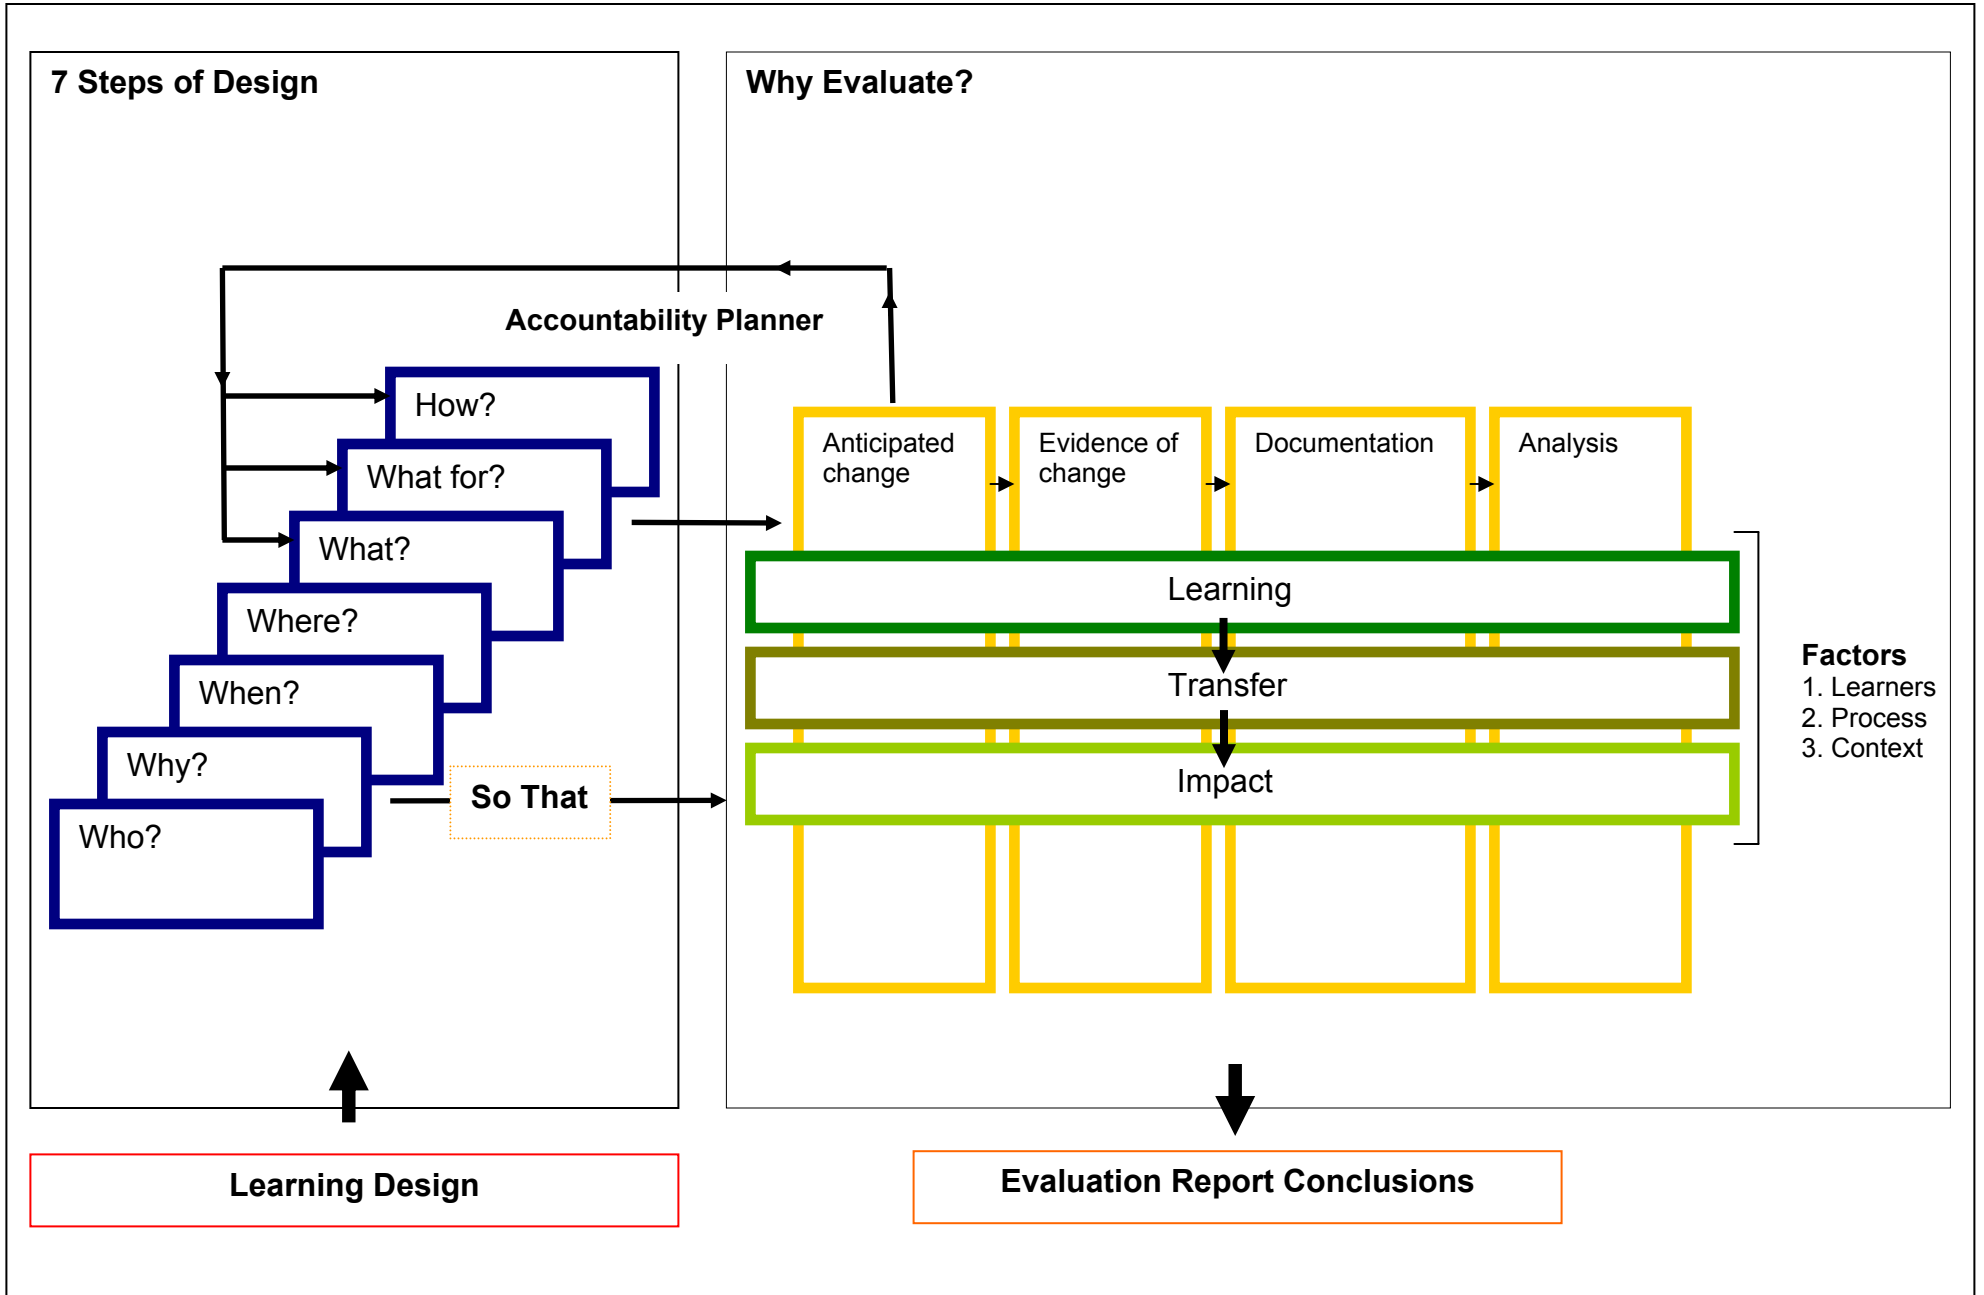 7 Steps of Design
Why Evaluate?
Accountability Planner
How?
What for?
What?
Where?
When?
Why?
Who?
So That
Anticipated
change
Evidence of
change
Documentation
Analysis
Learning
Transfer
Impact
Factors
1. Learners
2. Process
3. Context
Learning Design
Evaluation Report Conclusions